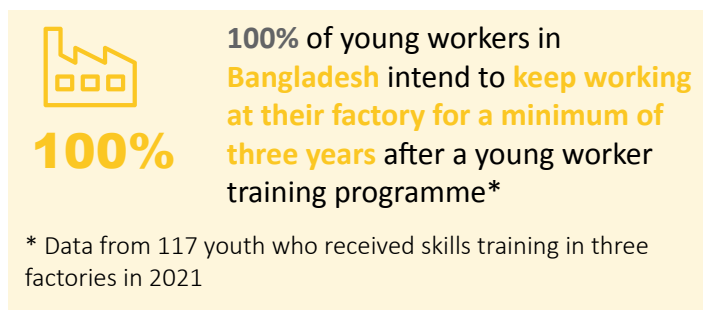 100%
100% of young workers in
Bangladesh intend to keep working
at their factory for a minimum of
three years after a young worker
training programme*
* Data from 117 youth who received skills training in three
factories in 2021